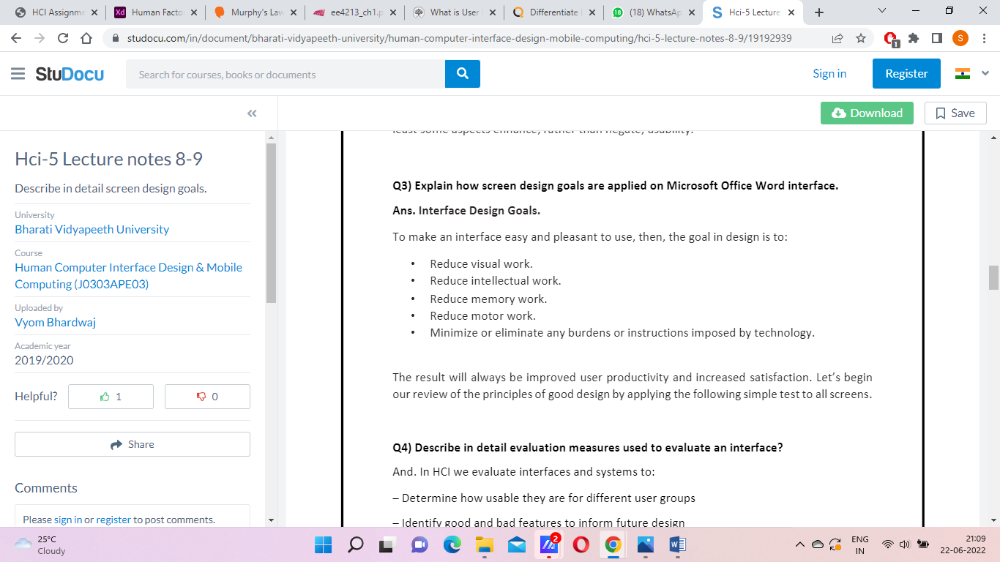 HCI Assignme
Human Facto
Murphy's Law
ee4213_ch1.p
What is User
Differentiate
(18) WhatsAp
Hci-5 Lecture
studocu.com/in/document/bharati-vidyapeeth-university/human-computer-interface-design-mobile-computing/hci-5-lecture-notes-8-9/19192939
StuDocu
Search for courses, books or documents
Sign in
Register
Download
Save
Hci-5 Lecture notes 8-9
Describe in detail screen design goals.
University
Bharati Vidyapeeth University
Course
Human Computer Interface Design & Mobile
Computing (J0303APE03)
Uploaded by
Vyom Bhardwaj
Academic year
2019/2020
Helpful?
1
0
Share
Comments
Please sign in or register to post comments.
least some aspects enhance, rather than negate, usability.
Q3) Explain how screen design goals are applied on Microsoft Office Word interface.
Ans. Interface Design Goals.
To make an interface easy and pleasant to use, then, the goal in design is to:
• Reduce visual work.
• Reduce intellectual work.
• Reduce memory work.
• Reduce motor work.
• Minimize or eliminate any burdens or instructions imposed by technology.
The result will always be improved user productivity and increased satisfaction. Let's begin
our review of the principles of good design by applying the following simple test to all screens.
Q4) Describe in detail evaluation measures used to evaluate an interface?
And. In HCI we evaluate interfaces and systems to:
– Determine how usable they are for different user groups
– Identify good and bad features to inform future design
25°C
Cloudy
2
ENG
IN
21:09
22-06-2022